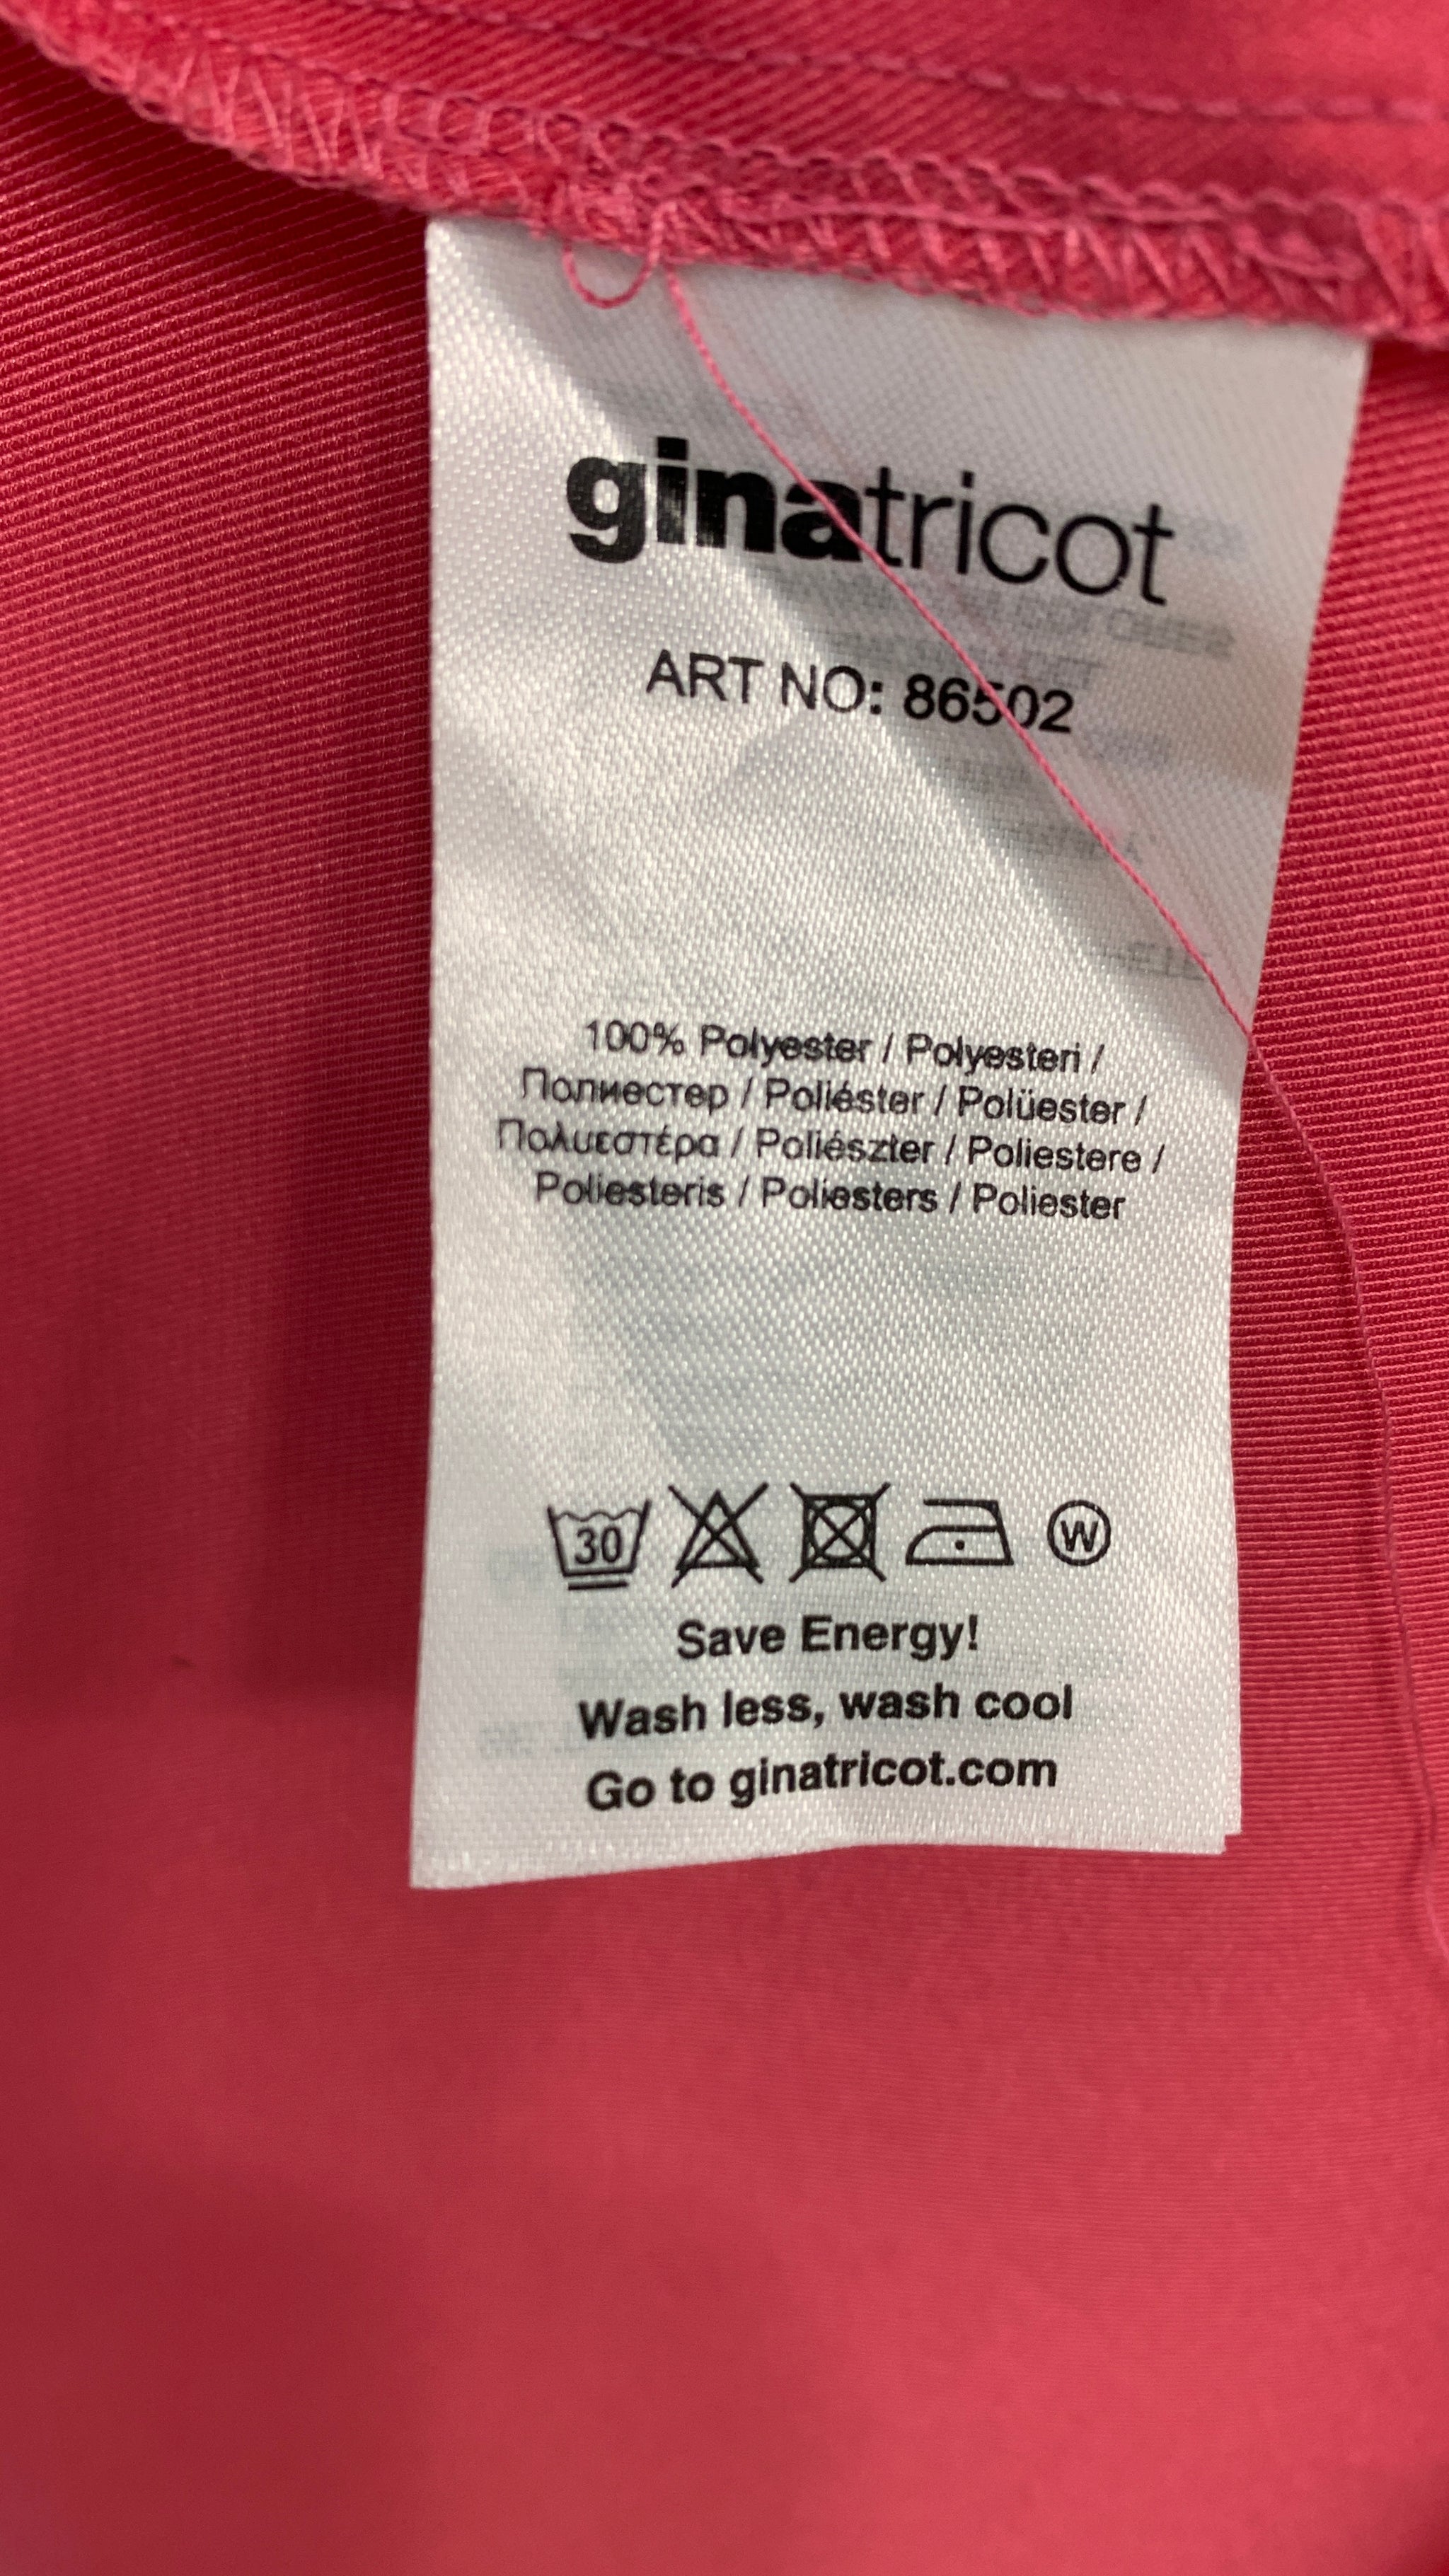 ginatricot
ART NO: 86502
100% Polyester / Polyesteri /
Полиестер / Poliéster / Polüester /
Πολυεστέρα / Poliészter / Poliestere /
Poliesteris / Poliesters / Poliester
30 W
Save Energy!
Wash less, wash cool
Go to ginatricot.com